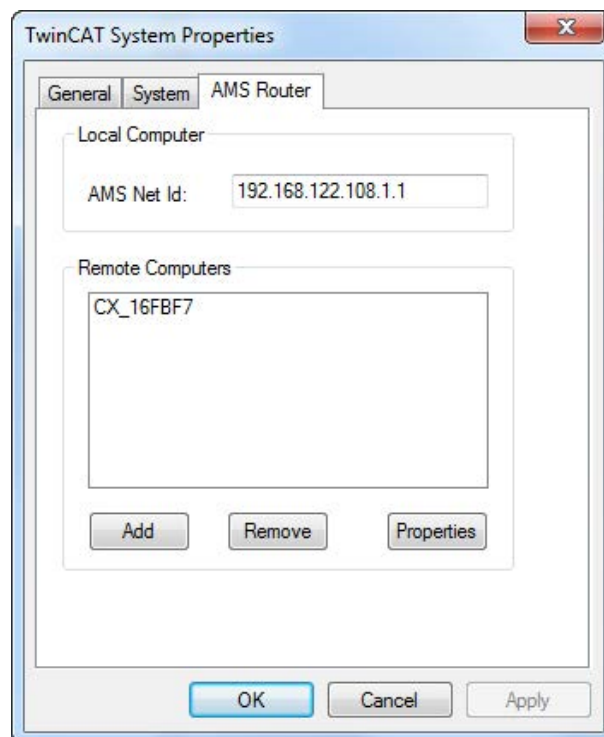 TwinCAT System Properties
General System AMS Router
Local Computer
AMS Net Id: 192.168.122.108.1.1
Remote Computers
CX_16FBF7
Add Remove Properties
OK Cancel Apply